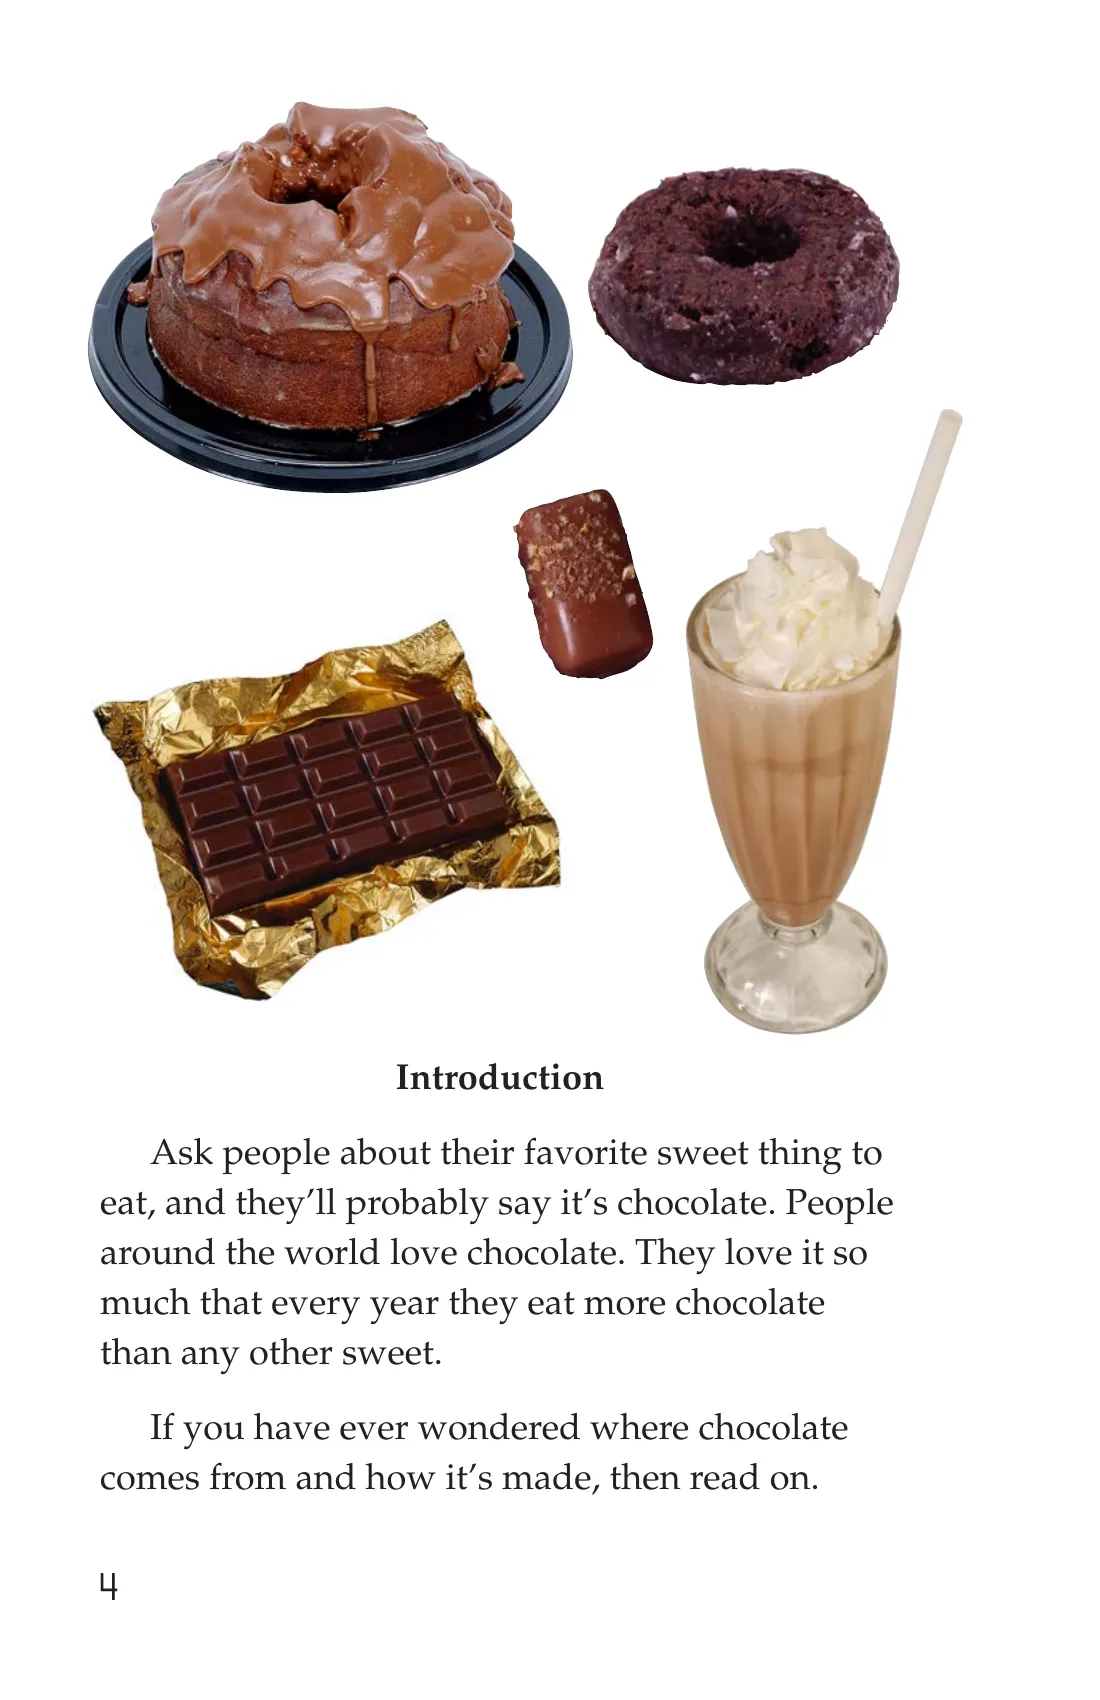 Introduction
Ask people about their favorite sweet thing to
eat, and they’ll probably say it’s chocolate. People
around the world love chocolate. They love it so
much that every year they eat more chocolate
than any other sweet.
If you have ever wondered where chocolate
comes from and how it’s made, then read on.
4